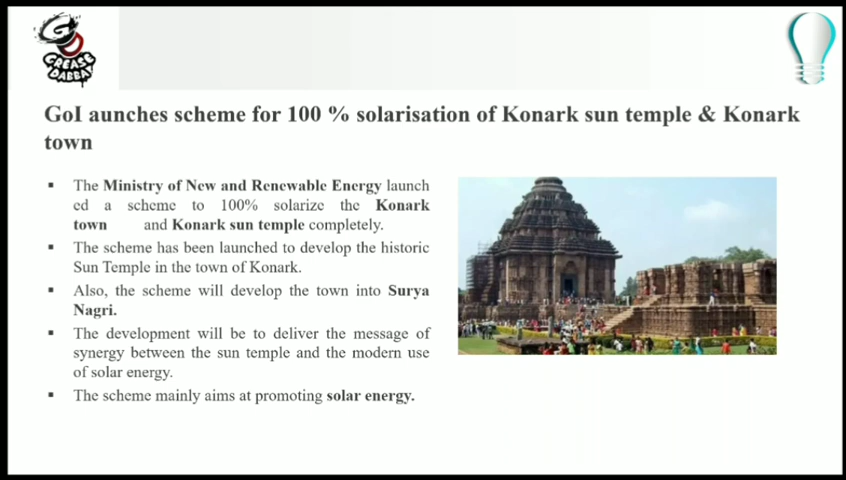 GREASE
DABBAT
GoI aunches scheme for 100 % solarisation of Konark sun temple & Konark
town
▪ The Ministry of New and Renewable Energy launch
ed a scheme to 100% solarize the Konark
town and Konark sun temple completely.
▪ The scheme has been launched to develop the historic
Sun Temple in the town of Konark.
▪ Also, the scheme will develop the town into Surya
Nagri.
▪ The development will be to deliver the message of
synergy between the sun temple and the modern use
of solar energy.
▪ The scheme mainly aims at promoting solar energy.